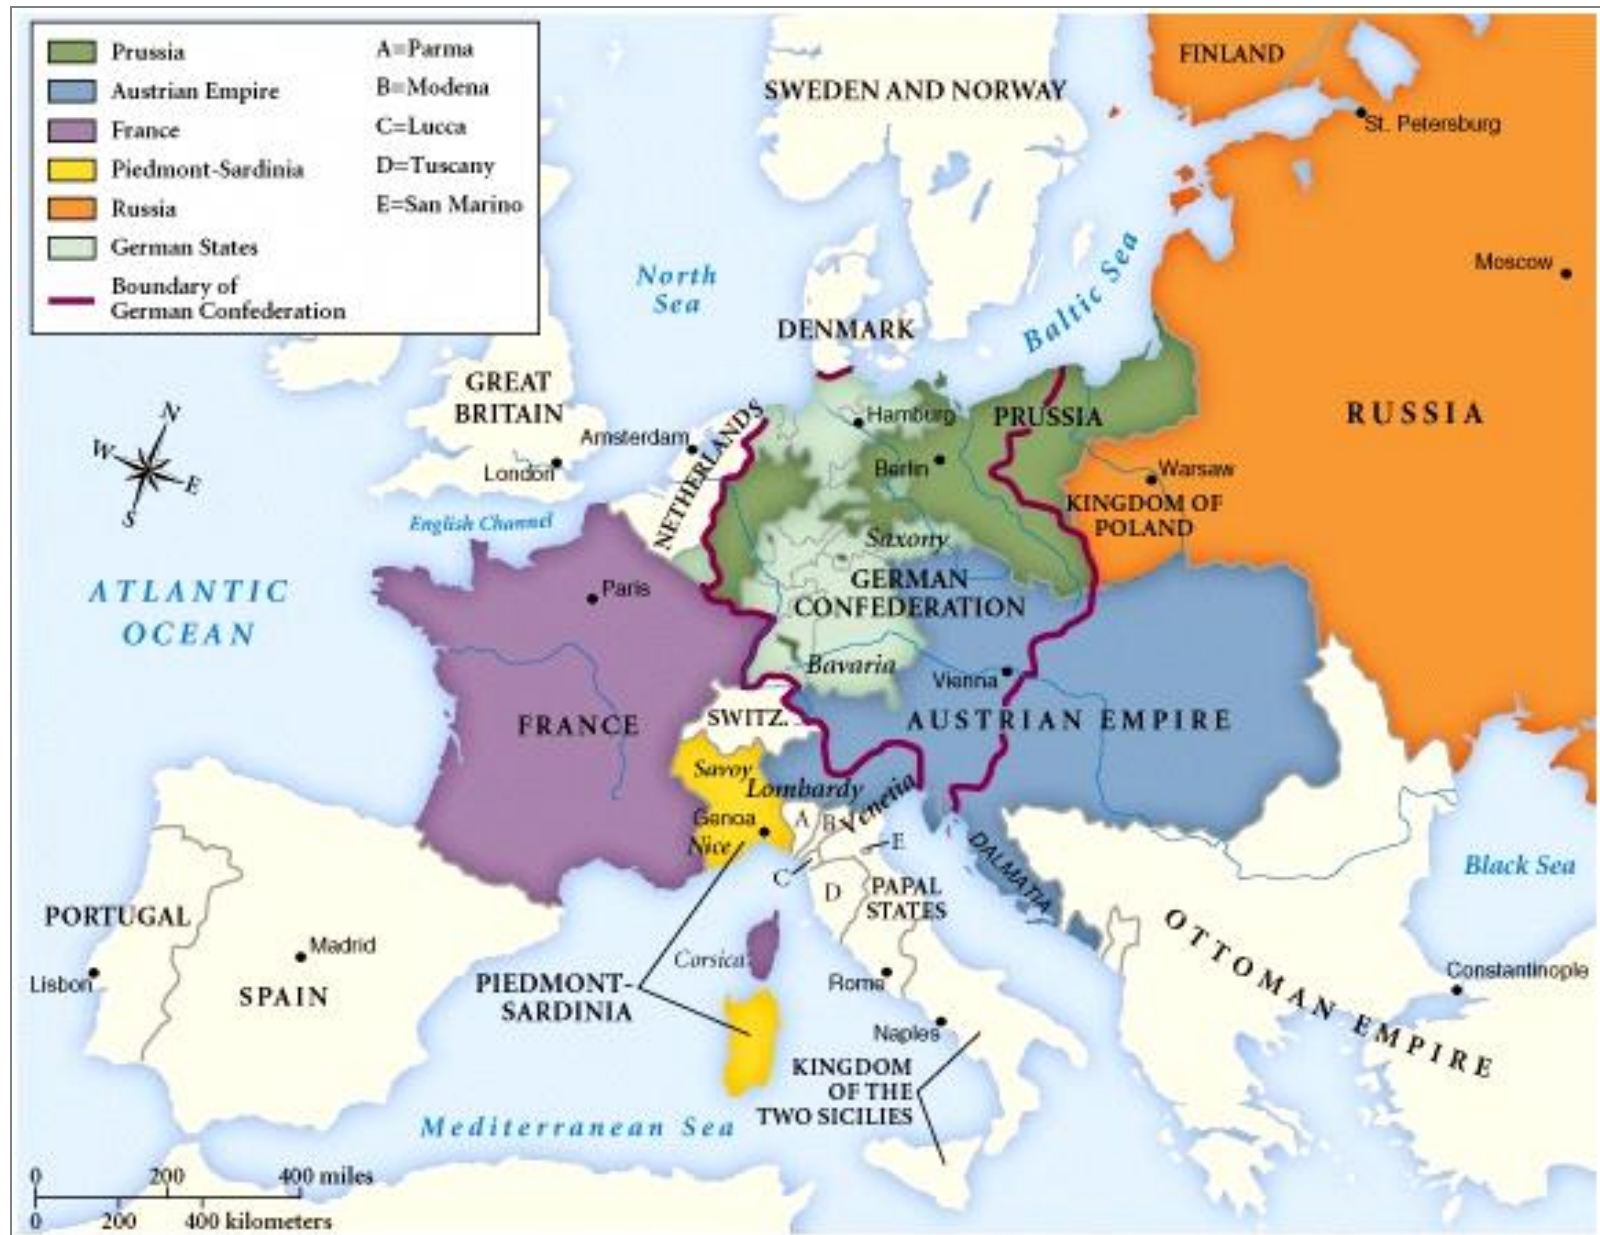 Prussia
Austrian Empire
France
Piedmont-Sardinia
Russia
German States
Boundary of
German Confederation
A=Parma
B=Modena
C=Lucca
D=Tuscany
E=San Marino
FINLAND
SWEDEN AND NORWAY
St. Petersburg
Moscow
North
Sea
Baltic Sea
DENMARK
GREAT
BRITAIN
London
Amsterdam
NETHERLANDS
Hamburg
PRUSSIA
Berlin
RUSSIA
Warsaw
KINGDOM OF
POLAND
N
W
E
S
English Channel
Saxony
GERMAN
CONFEDERATION
ATLANTIC
OCEAN
Paris
Bavaria
Vienna
FRANCE
SWITZ.
AUSTRIAN EMPIRE
Savoy
Lombardy
Venetia
Genoa
Nice
A
B
E
C
D
DALMATIA
PAPAL
STATES
Black Sea
PORTUGAL
Madrid
Lisbon
SPAIN
Corsica
PIEDMONT-
SARDINIA
Rome
Naples
OTTOMAN EMPIRE
Constantinople
KINGDOM
OF THE
TWO SICILIES
Mediterranean Sea
0 200 400 miles
0 200 400 kilometers